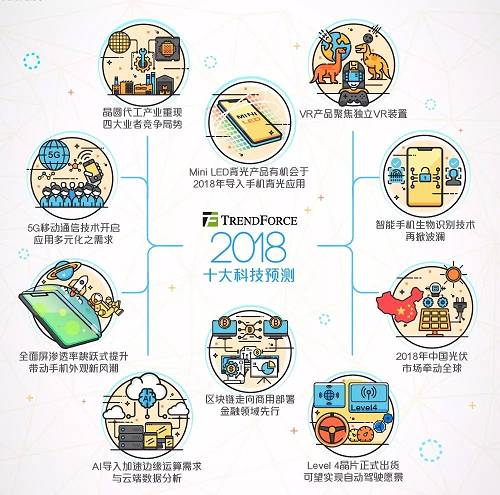 晶圆代工产业重现
四大业者竞争局势
VR产品聚焦独立VR装置
MINI
LED
Mini LED背光产品有机会于
2018年导入手机背光应用
5G
5G移动通信技术开启
应用多元化之需求
智能手机生物识别技术
再掀波澜
TRENDFORCE
2018
十大科技预测
全面屏渗透率跳跃式提升
带动手机外观新风潮
2018年中国光伏
市场牵动全球
区块链走向商用部署
金融领域先行
AI
AI导入加速边缘运算需求
与云端数据分析
Level4
Level 4晶片正式出货
可望实现自动驾驶愿景